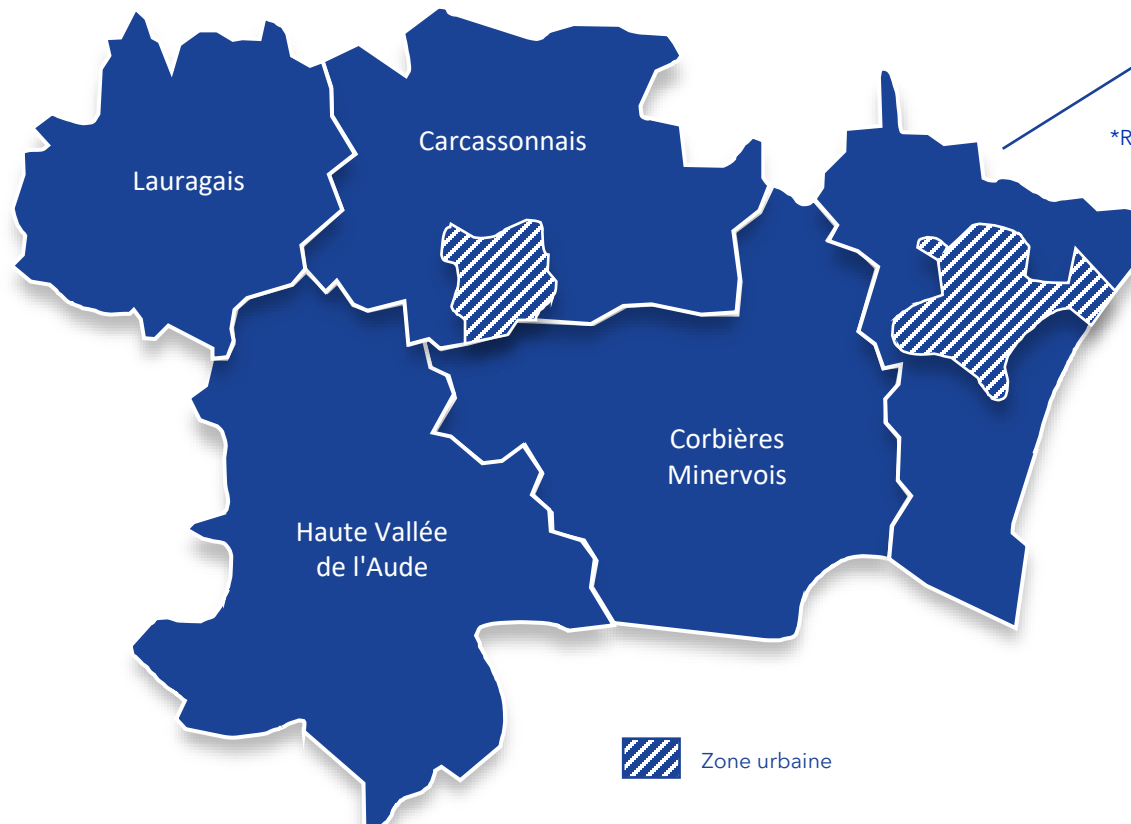 *R
Carcassonnais
Lauragais
Corbières
Minervois
Haute Vallée
de l'Aude
Zone urbaine